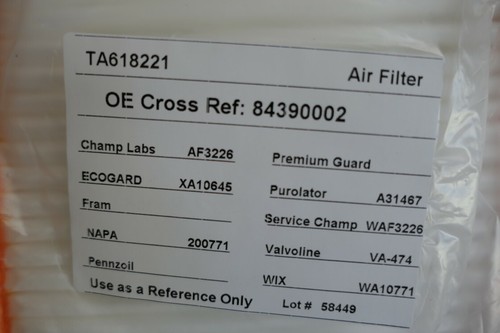 TA618221 Air Filter
OE Cross Ref: 84390002
Champ Labs AF3226
Premium Guard
ECOGARD XA10645
Purolator A31467
Fram
Service Champ WAF3226
NAPA 200771
Valvoline VA-474
Pennzoil
WIX WA10771
Use as a Reference Only Lot # 58449